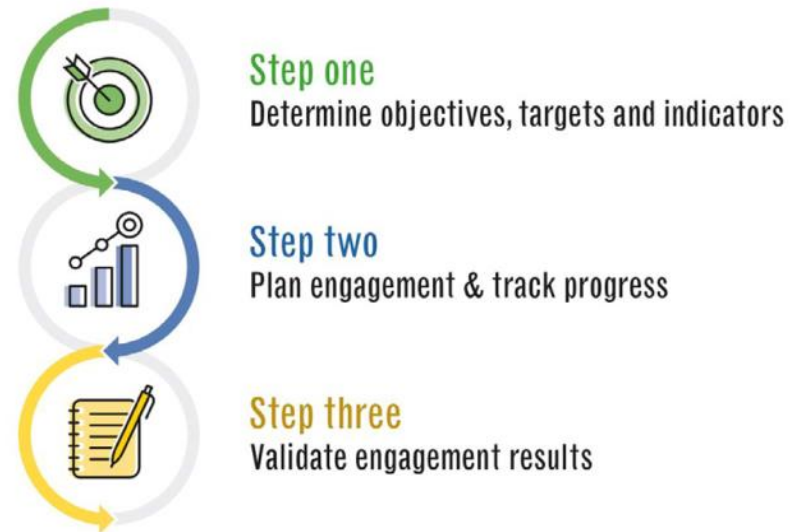 Step one
Determine objectives, targets and indicators
Step two
Plan engagement & track progress
Step three
Validate engagement results